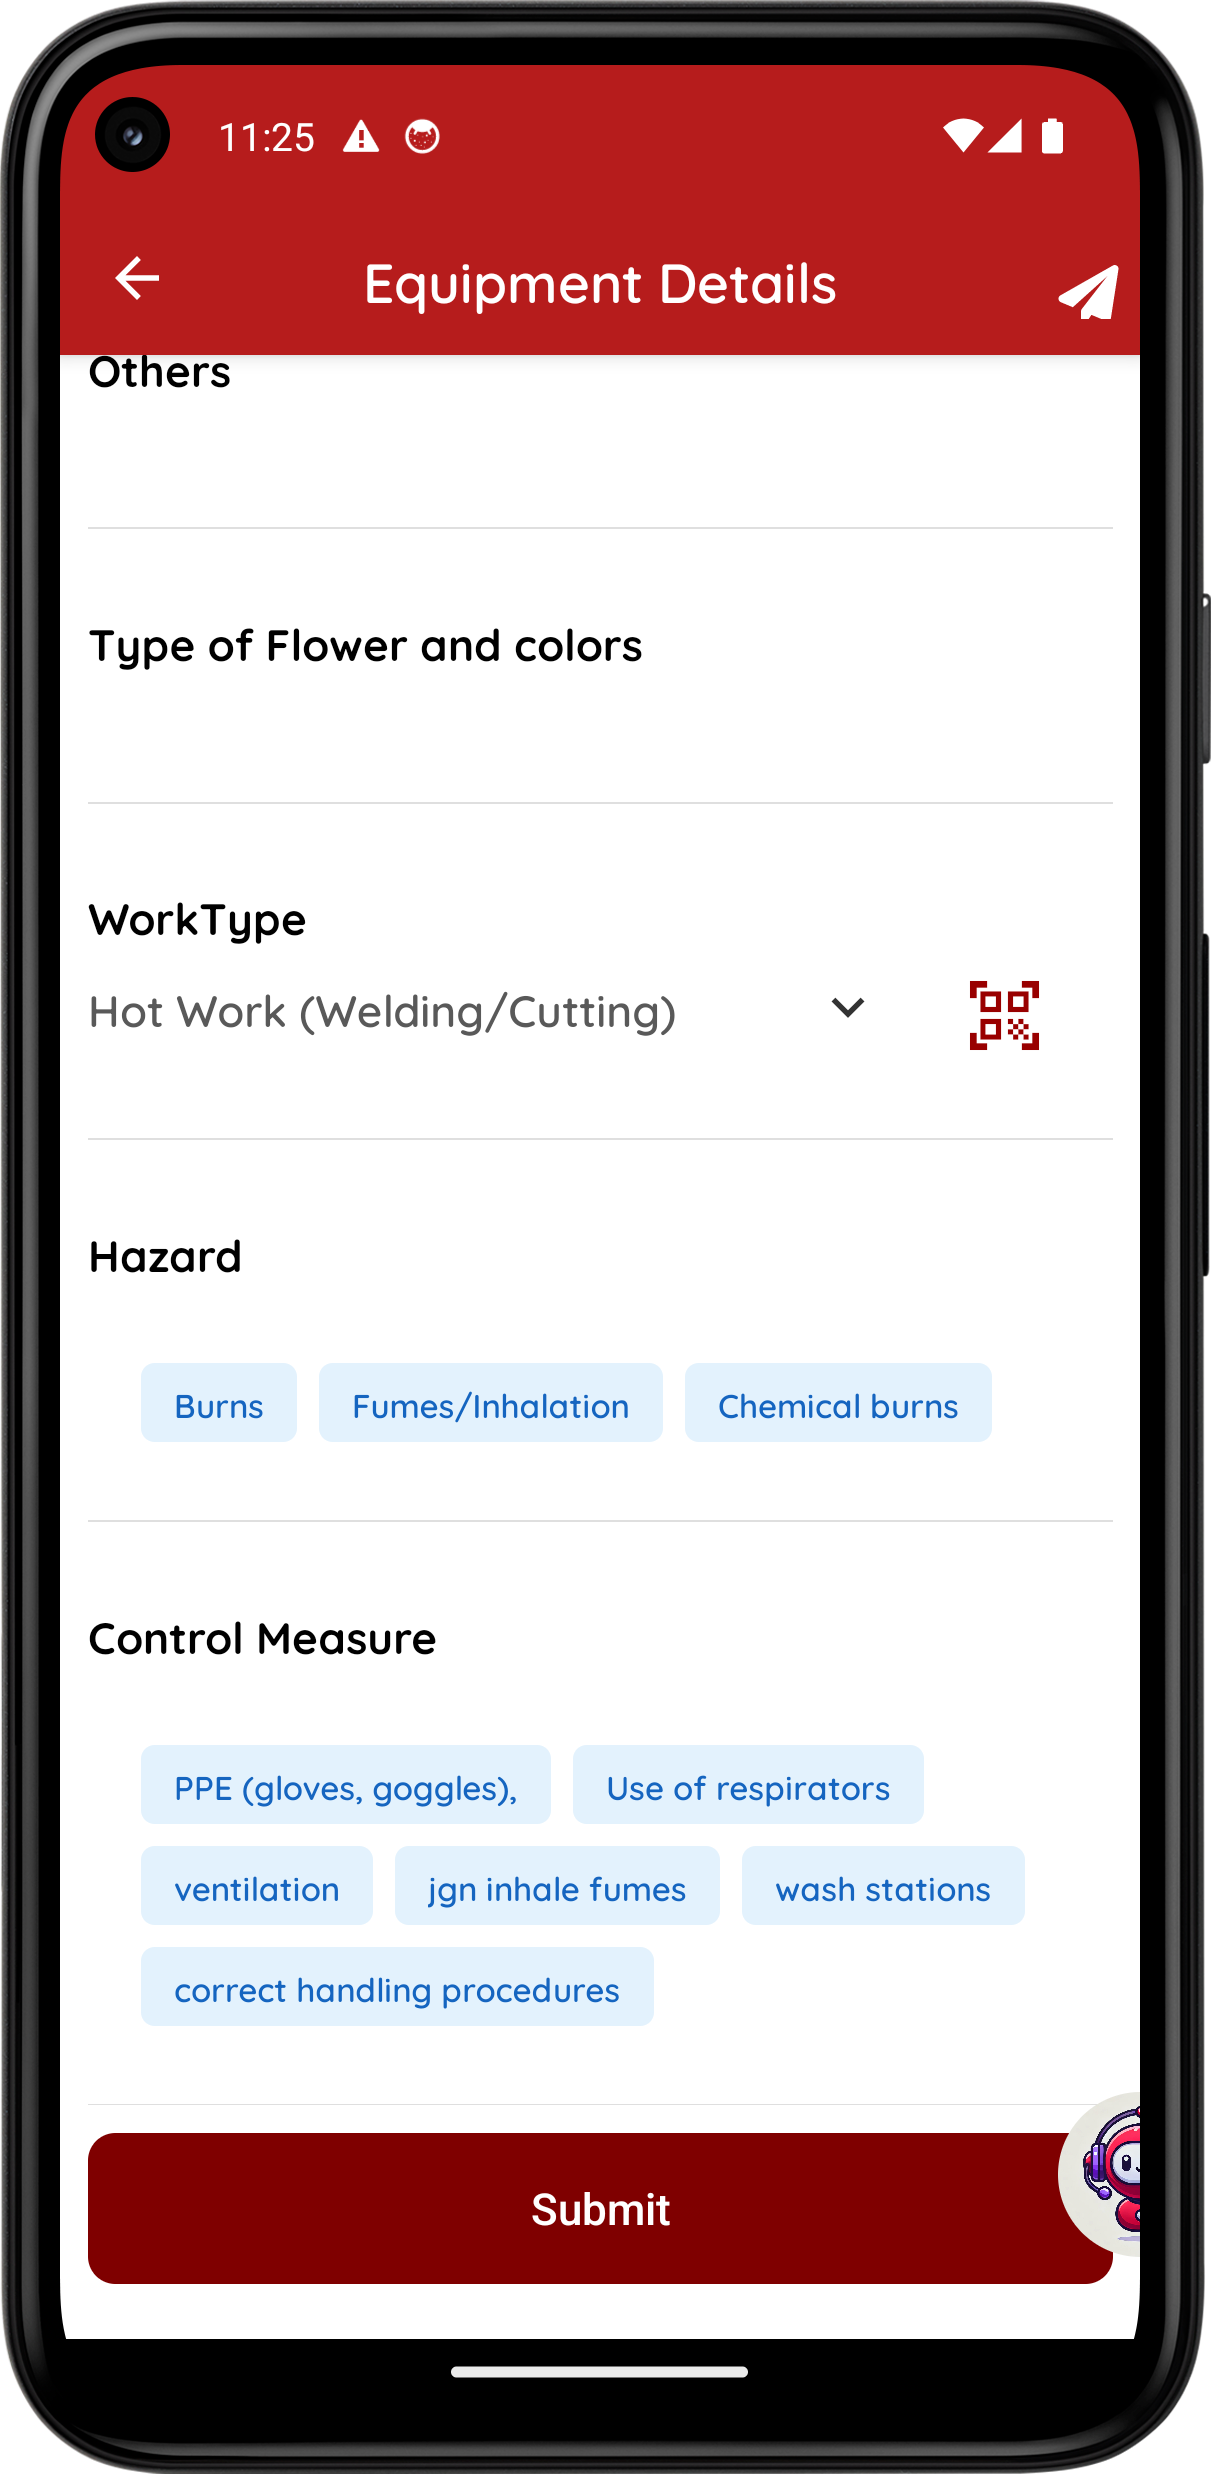 11:25
Equipment Details
Others
Type of Flower and colors
WorkType
Hot Work (Welding/Cutting)
Hazard
Burns Fumes/Inhalation Chemical burns
Control Measure
PPE (gloves, goggles), Use of respirators
ventilation jgn inhale fumes wash stations
correct handling procedures
Submit